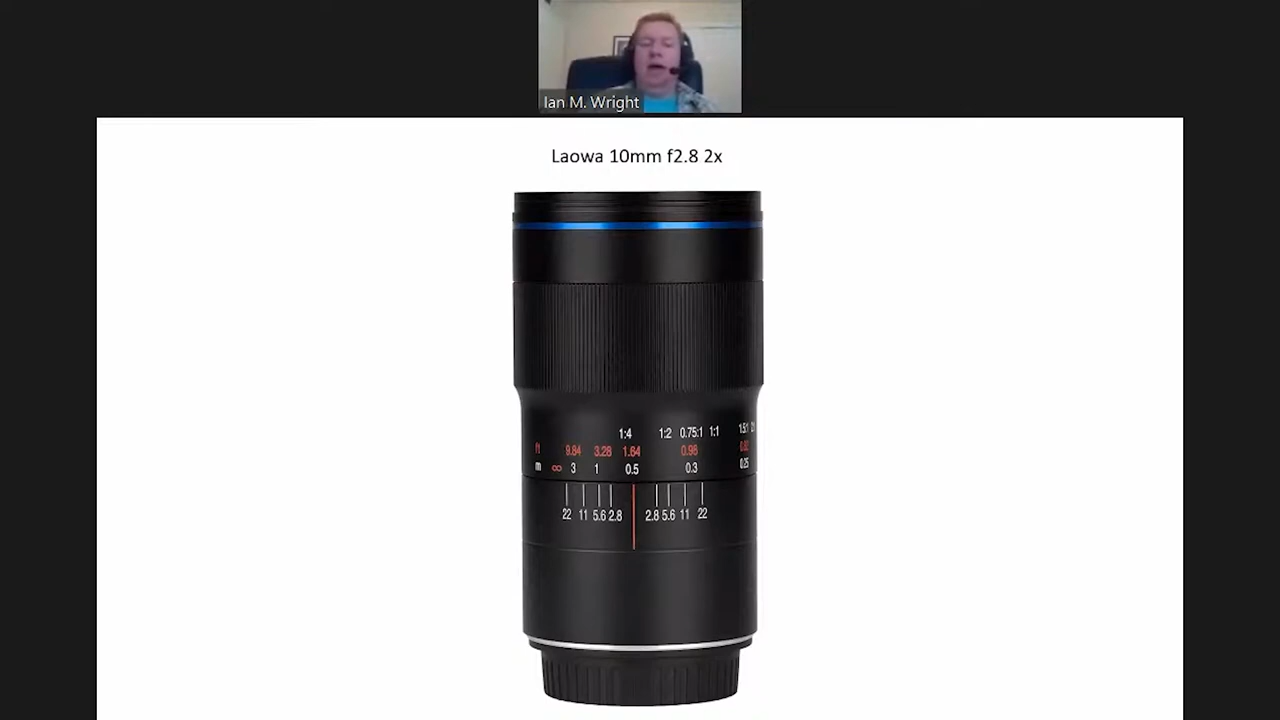 Ian M. Wright
Laowa 10mm f2.8 2x
1:4 1:2 0.75:1 1:1 1.5:1
ft 9.84 3.28 1.64 0.98
m ∞ 3 1 0.5 0.3 0.25
22 11 5.6 2.8 2.8 5.6 11 22